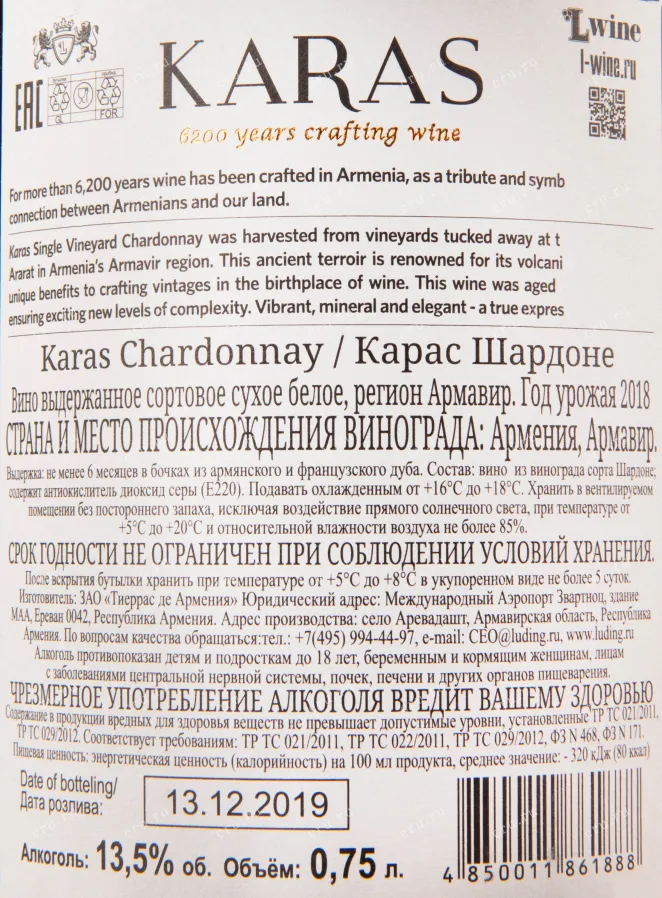 KARAS
6200 years crafting wine
EAC
GL
FOR
Lwine
l-wine.ru
For more than 6,200 years wine has been crafted in Armenia, as a tribute and symb
connection between Armenians and our land.
Karas Single Vineyard Chardonnay was harvested from vineyards tucked away at t
Ararat in Armenia's Armavir region. This ancient terroir is renowned for its volcani
unique benefits to crafting vintages in the birthplace of wine. This wine was aged
ensuring exciting new levels of complexity. Vibrant, mineral and elegant - a true expres
Karas Chardonnay / Карас Шардоне
Вино выдержанное сортовое сухое белое, регион Армавир. Год урожая 2018
СТРАНА И МЕСТО ПРОИСХОЖДЕНИЯ ВИНОГРАДА: Армения, Армавир.
Выдержка: не менее 6 месяцев в бочках из армянского и французского дуба. Состав: вино из винограда сорта Шардоне;
содержит антиокислитель диоксид серы (Е220). Подавать охлажденным от +16°С до +18°С. Хранить в вентилируемом
помещении без постороннего запаха, исключая воздействие прямого солнечного света, при температуре от
+5°С до +20°С и относительной влажности воздуха не более 85%.
СРОК ГОДНОСТИ НЕ ОГРАНИЧЕН ПРИ СОБЛЮДЕНИИ УСЛОВИЙ ХРАНЕНИЯ.
После вскрытия бутылки хранить при температуре от +5°С до +8°С в укупоренном виде не более 5 суток.
Изготовитель: ЗАО «Тиеррас де Армения» Юридический адрес: Международный Аэропорт Звартноц, здание
МАА, Ереван 0042, Республика Армения. Адрес производства: село Аревадашт, Армавирская область, Республика
Армения. По вопросам качества обращаться:тел.: +7(495) 994-44-97, e-mail: CEO@luding.ru, www.luding.ru
Алкоголь противопоказан детям и подросткам до 18 лет, беременным и кормящим женщинам, лицам
с заболеваниями центральной нервной системы, почек, печени и других органов пищеварения.
ЧРЕЗМЕРНОЕ УПОТРЕБЛЕНИЕ АЛКОГОЛЯ ВРЕДИТ ВАШЕМУ ЗДОРОВЬЮ
Содержание в продукции вредных для здоровья веществ не превышает допустимые уровни, установленные ТР ТС 021/2011,
ТР ТС 029/2012. Соответствует требованиям: ТР ТС 021/2011, ТР ТС 022/2011, ТР ТС 029/2012, ФЗ N 468, ФЗ N 171.
Пищевая ценность: энергетическая ценность (калорийность) на 100 мл продукта, среднее значение: - 320 кДж (80 ккал)
Date of botteling/
Дата розлива:
13.12.2019
Алкоголь: 13,5% об. Объём: 0,75 л.
4 850011 861888